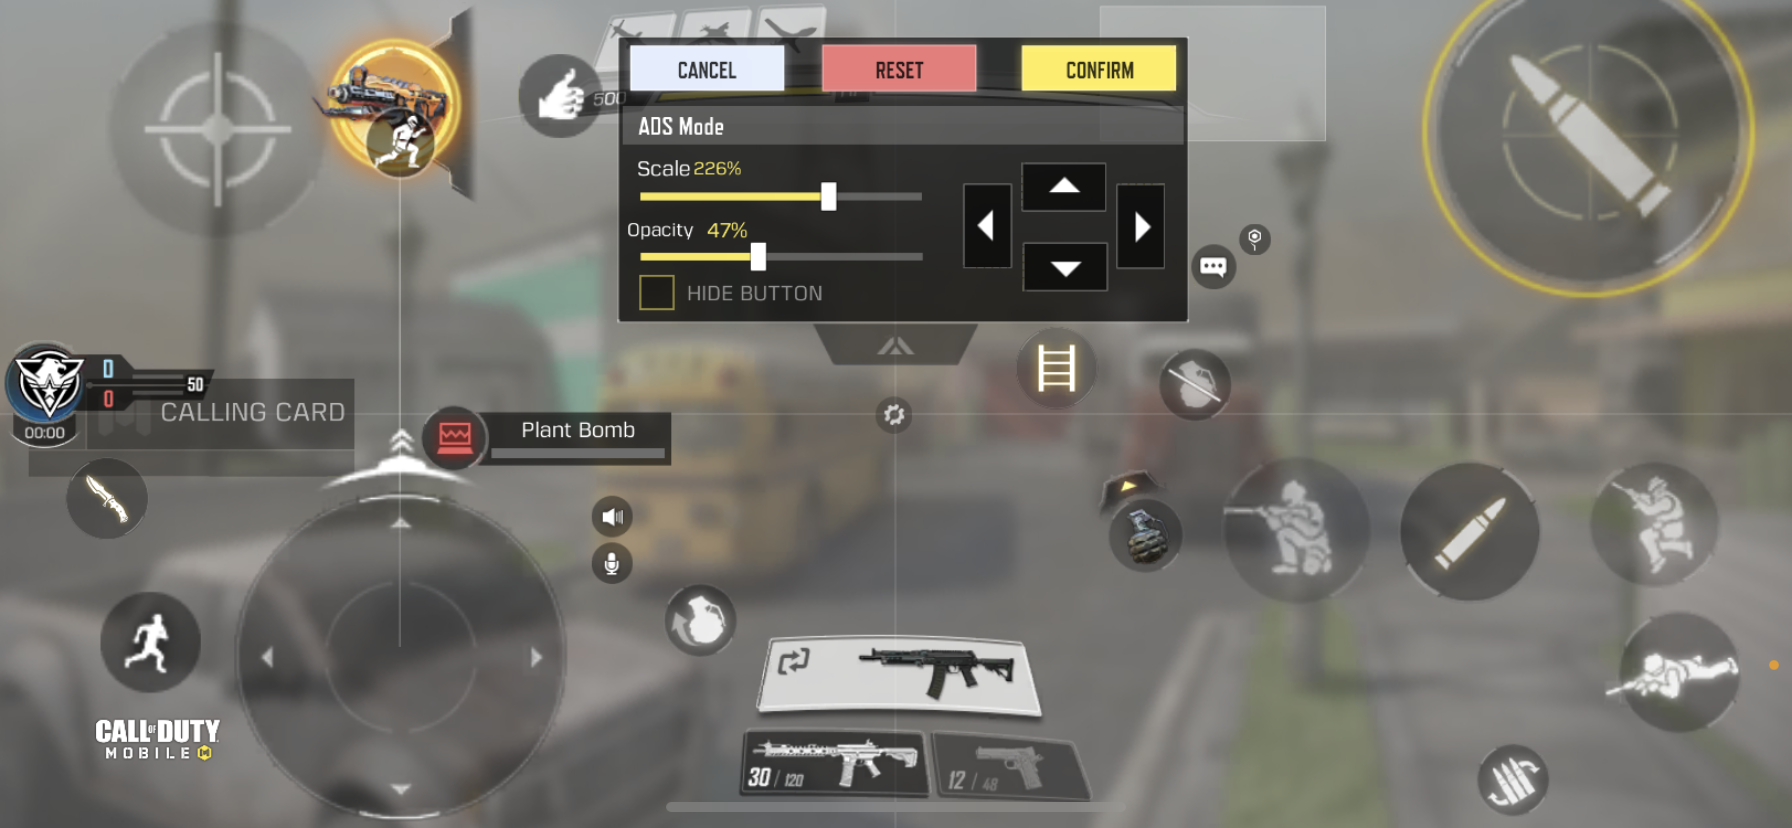 CANCEL
RESET
CONFIRM
500
ADS Mode
Scale 226%
Opacity 47%
HIDE BUTTON
0
0
50
00:00
CALLING CARD
Plant Bomb
CALL OF DUTY
MOBILE
30 / 120
12 / 48